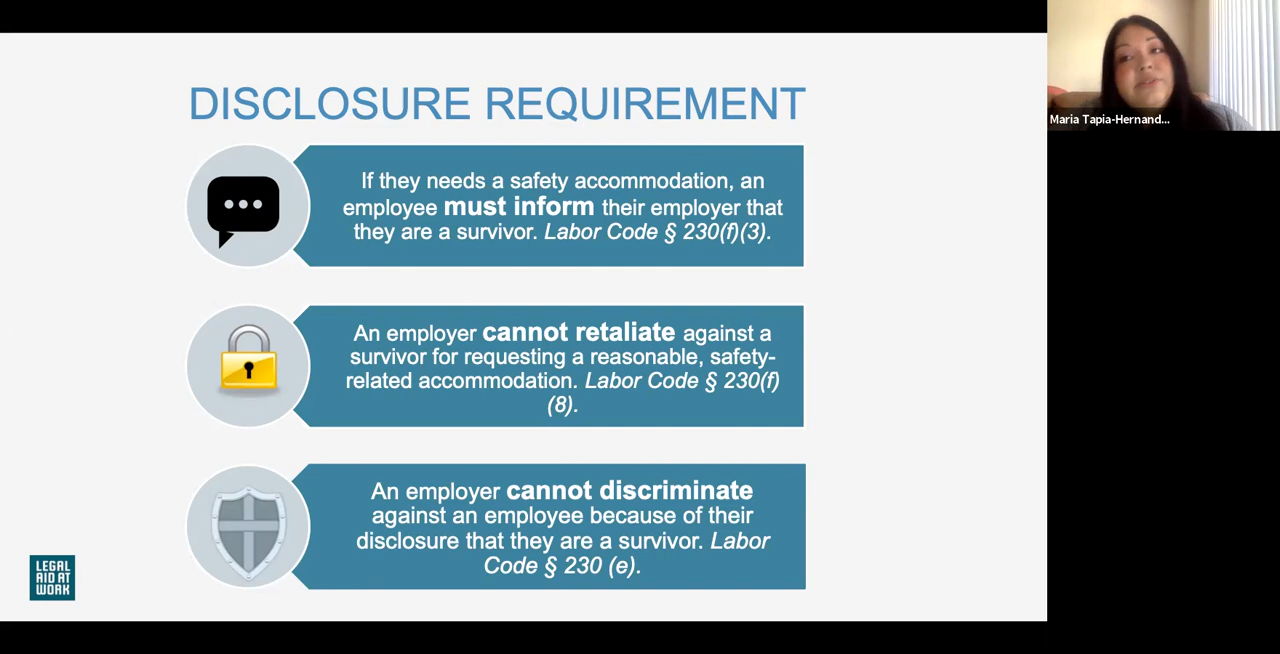 DISCLOSURE REQUIREMENT
If they needs a safety accommodation, an
employee must inform their employer that
they are a survivor. Labor Code § 230(f)(3).
An employer cannot retaliate against a
survivor for requesting a reasonable, safety-
related accommodation. Labor Code § 230(f)
(8).
An employer cannot discriminate
against an employee because of their
disclosure that they are a survivor. Labor
Code § 230 (e).
LEGAL
AID AT
WORK
Maria Tapia-Hernand...